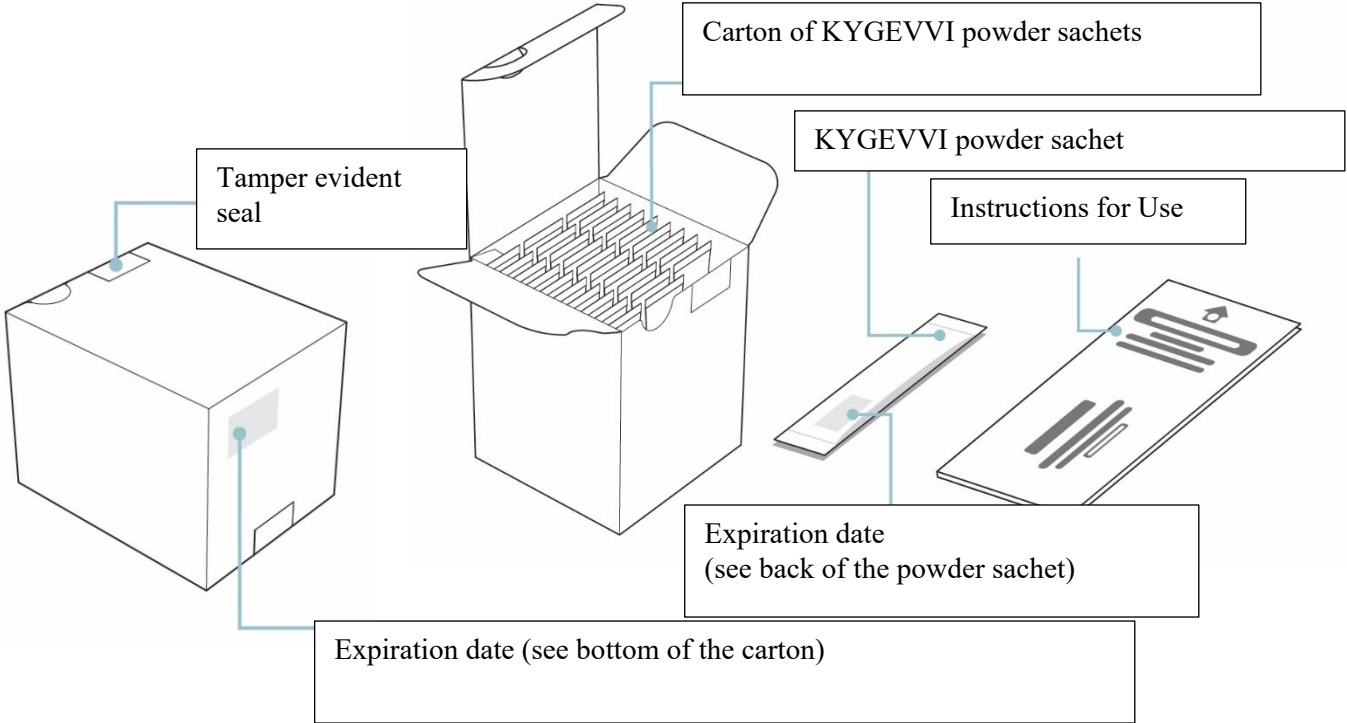 Carton of KYGEVVI powder sachets
KYGEVVI powder sachet
Tamper evident
seal
Instructions for Use
Expiration date
(see back of the powder sachet)
Expiration date (see bottom of the carton)